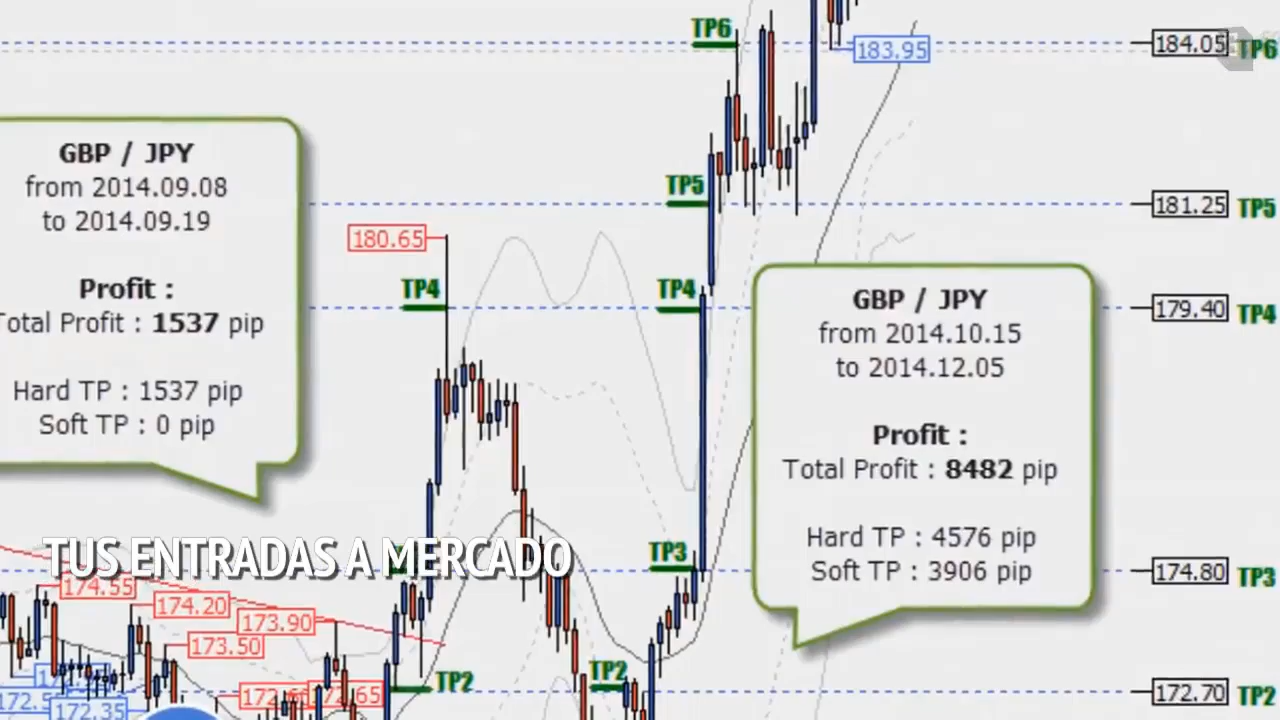 TP6
184.05
TP6
183.95
GBP / JPY
from 2014.09.08
to 2014.09.19
Profit :
Total Profit : 1537 pip
Hard TP : 1537 pip
Soft TP : 0 pip
TP5
181.25
TP5
180.65
TP4
TP4
179.40
TP4
GBP / JPY
from 2014.10.15
to 2014.12.05
Profit :
Total Profit : 8482 pip
Hard TP : 4576 pip
Soft TP : 3906 pip
TUS ENTRADAS A MERCADO
TP3
174.80
TP3
174.55
174.20
173.90
173.50
TP2
TP2
172.70
TP2
172.35